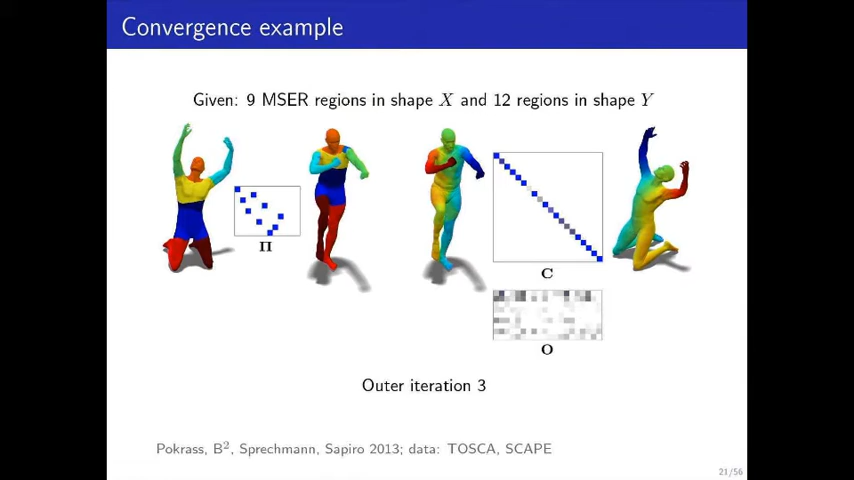 Convergence example
Given: 9 MSER regions in shape X and 12 regions in shape Y
Π
C
O
Outer iteration 3
Pokrass, B², Sprechmann, Sapiro 2013; data: TOSCA, SCAPE
21/56